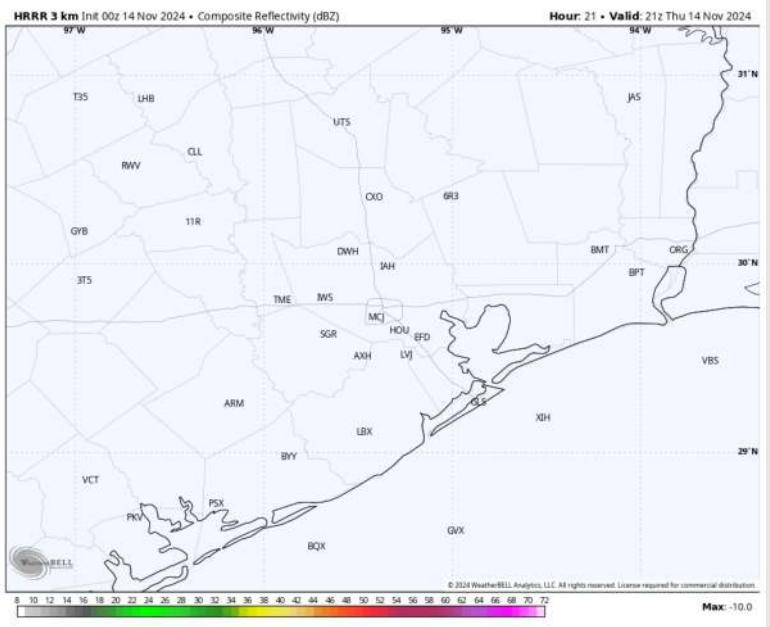 HRRR 3 km Init 00z 14 Nov 2024 • Composite Reflectivity (dBZ) Hour: 21 • Valid: 21z Thu 14 Nov 2024
97°W 96°W 95°W 94°W
31°N
T35 LHB JAS
UTS
CLL
RWV
CXO 6R3
11R
GYB
DWH BMT ORG
IAH 30°N
3T5 BPT
TME IWS
MCJ
SGR HOU EFD
AXH LVJ VBS
ARM GLS
LBX XIH
BYY 29°N
VCT
PSX
PKV
GVX
BQX
WeatherBELL
© 2024 WeatherBELL Analytics, LLC. All rights reserved. License required for commercial distribution.
8 10 12 14 16 18 20 22 24 26 28 30 32 34 36 38 40 42 44 46 48 50 52 54 56 58 60 62 64 66 68 70 72 Max: -10.0